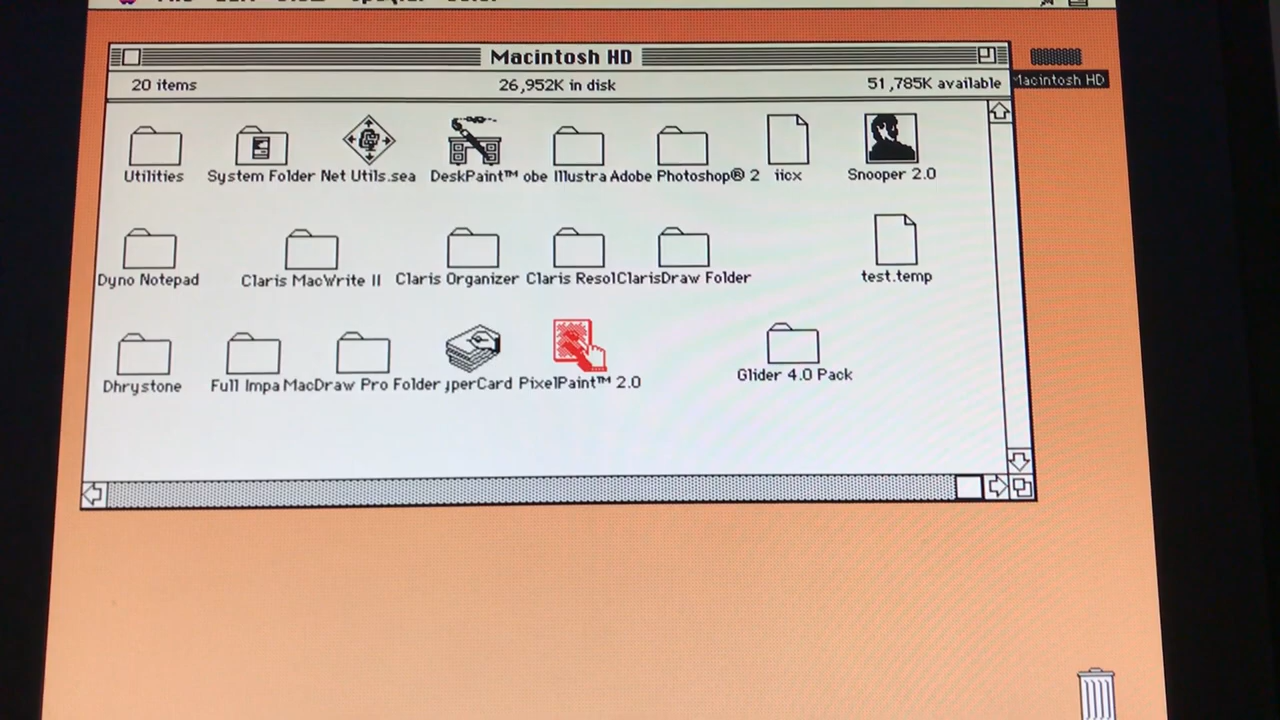 Macintosh HD
20 items 26,952K in disk 51,785K available
Macintosh HD
Utilities System Folder Net Utils.sea DeskPaint™ obe Illustra Adobe Photoshop® 2 iicx Snooper 2.0
Dyno Notepad Claris MacWrite II Claris Organizer Claris Resol ClarisDraw Folder test.temp
Dhrystone Full Impa MacDraw Pro Folder yperCard PixelPaint™ 2.0 Glider 4.0 Pack